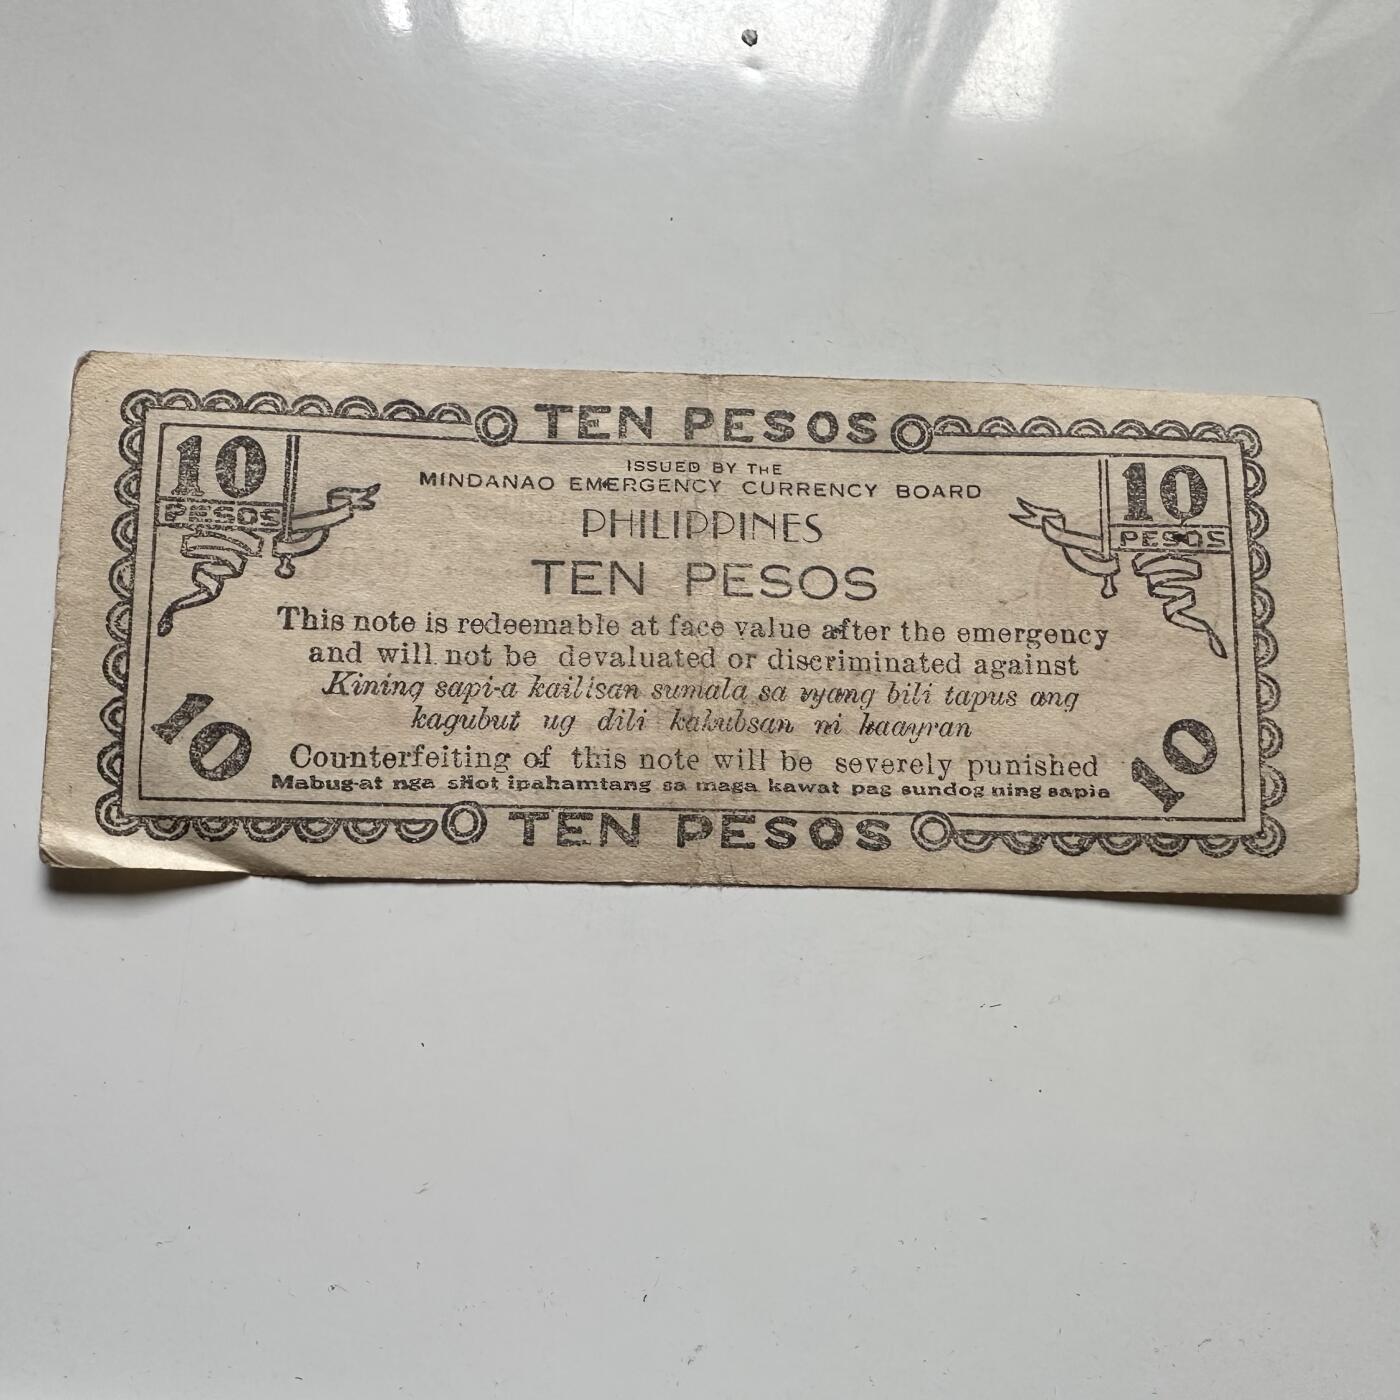 TEN PESOS
10 PESOS
10 PESOS
ISSUED BY THE
MINDANAO EMERGENCY CURRENCY BOARD
PHILIPPINES
TEN PESOS
This note is redeemable at face value after the emergency
and will not be devaluated or discriminated against
Kining sapi-a kailisan sumala sa iyang bili tapus ang
kagubut ug dili kakubsan ni kaayran
Counterfeiting of this note will be severely punished
Mabug-at nga silot ipahamtang sa maga kawat pag sundog ning sapia
10
10
TEN PESOS